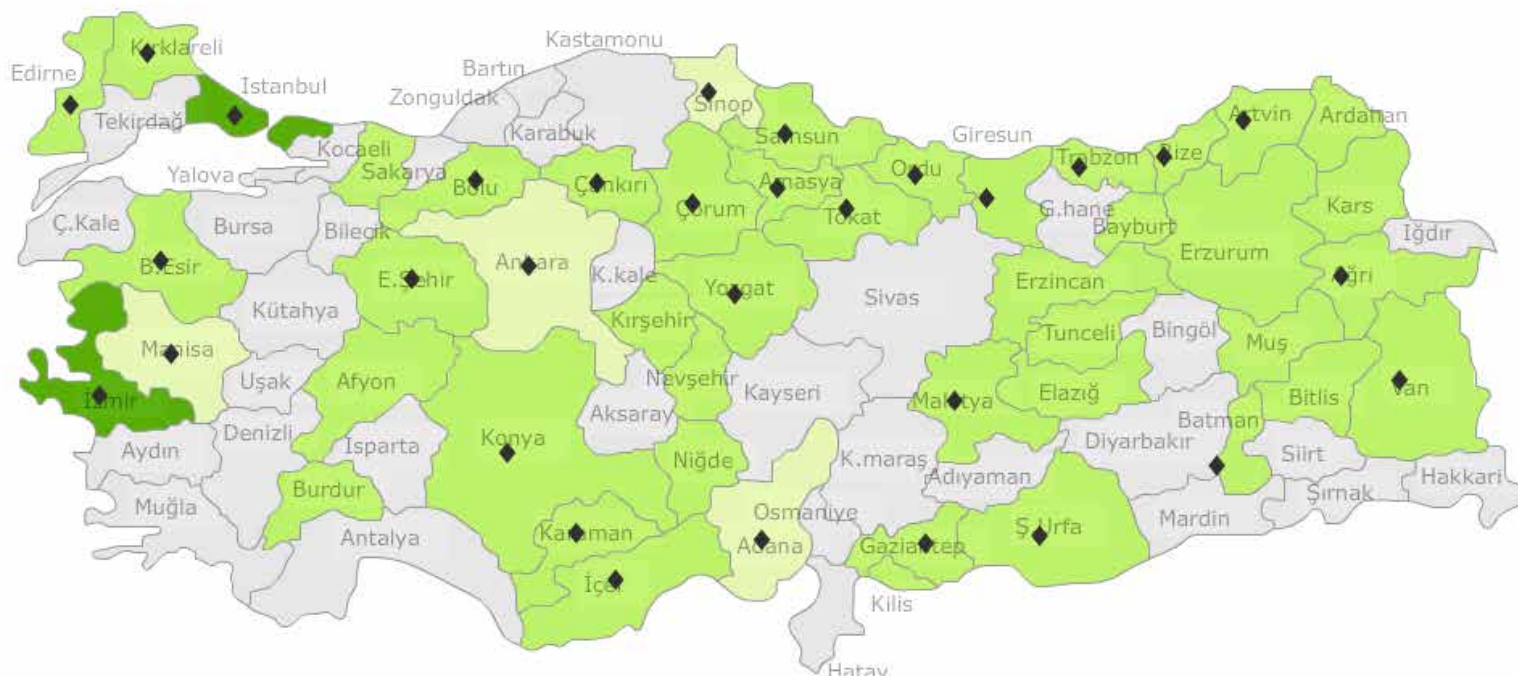 Kastamonu
Kırklareli
Bartın
Edirne
İstanbul
Zonguldak
Sinop
Tekirdağ
Karabuk
Samsun
Giresun
Artvin
Ardahan
Kocaeli
Trabzon
Rize
Yalova
Sakarya
Bolu
Çankırı
Amasya
Ordu
Çorum
Tokat
G.hane
Kars
Ç.Kale
Bursa
Bilecik
Bayburt
Iğdır
B.Esir
E.Şehir
Ankara
K.kale
Yozgat
Sivas
Erzincan
Erzurum
Ağrı
Kütahya
Kırşehir
Tunceli
Bingöl
Muş
Manisa
Uşak
Afyon
Nevşehir
Kayseri
Elazığ
Bitlis
Van
İzmir
Aksaray
Malatya
Batman
Denizli
Konya
Diyarbakır
Aydın
Isparta
Niğde
K.maraş
Adıyaman
Siirt
Hakkari
Burdur
Muğla
Osmaniye
Şırnak
Mardin
Antalya
Karaman
Adana
Gaziantep
Ş.Urfa
İçel
Kilis
Hatay